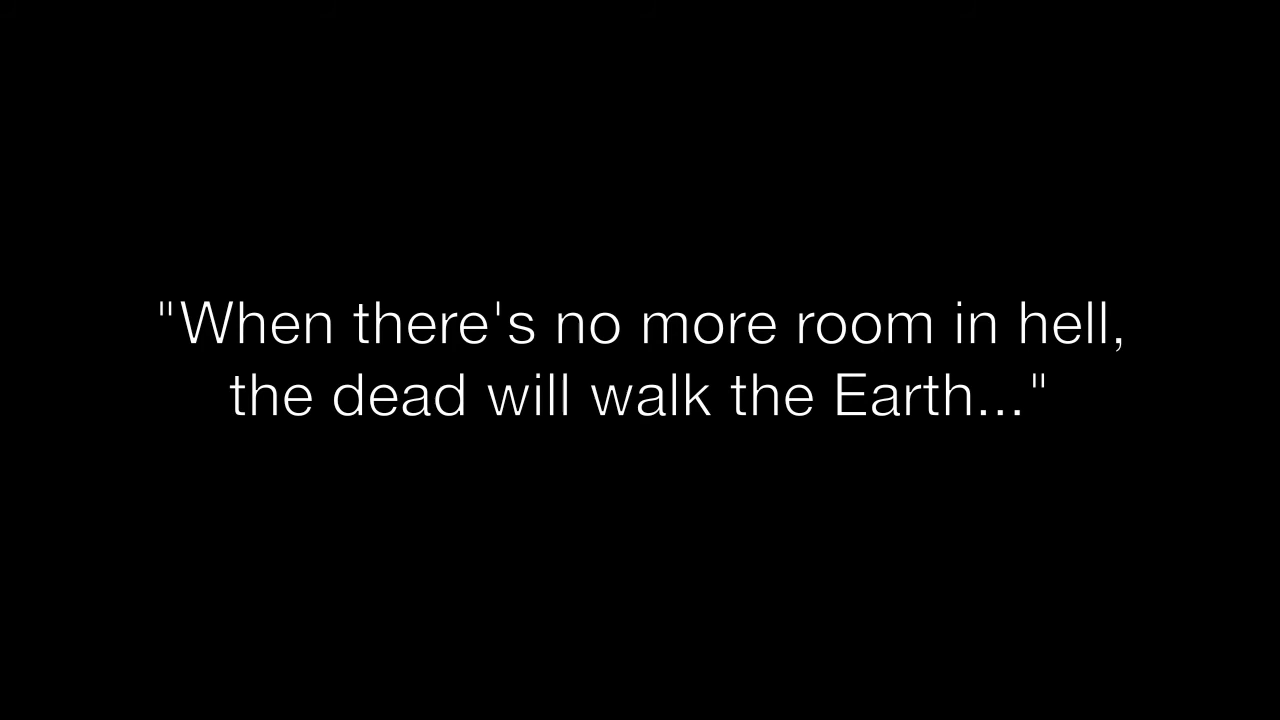 "When there's no more room in hell,
the dead will walk the Earth..."